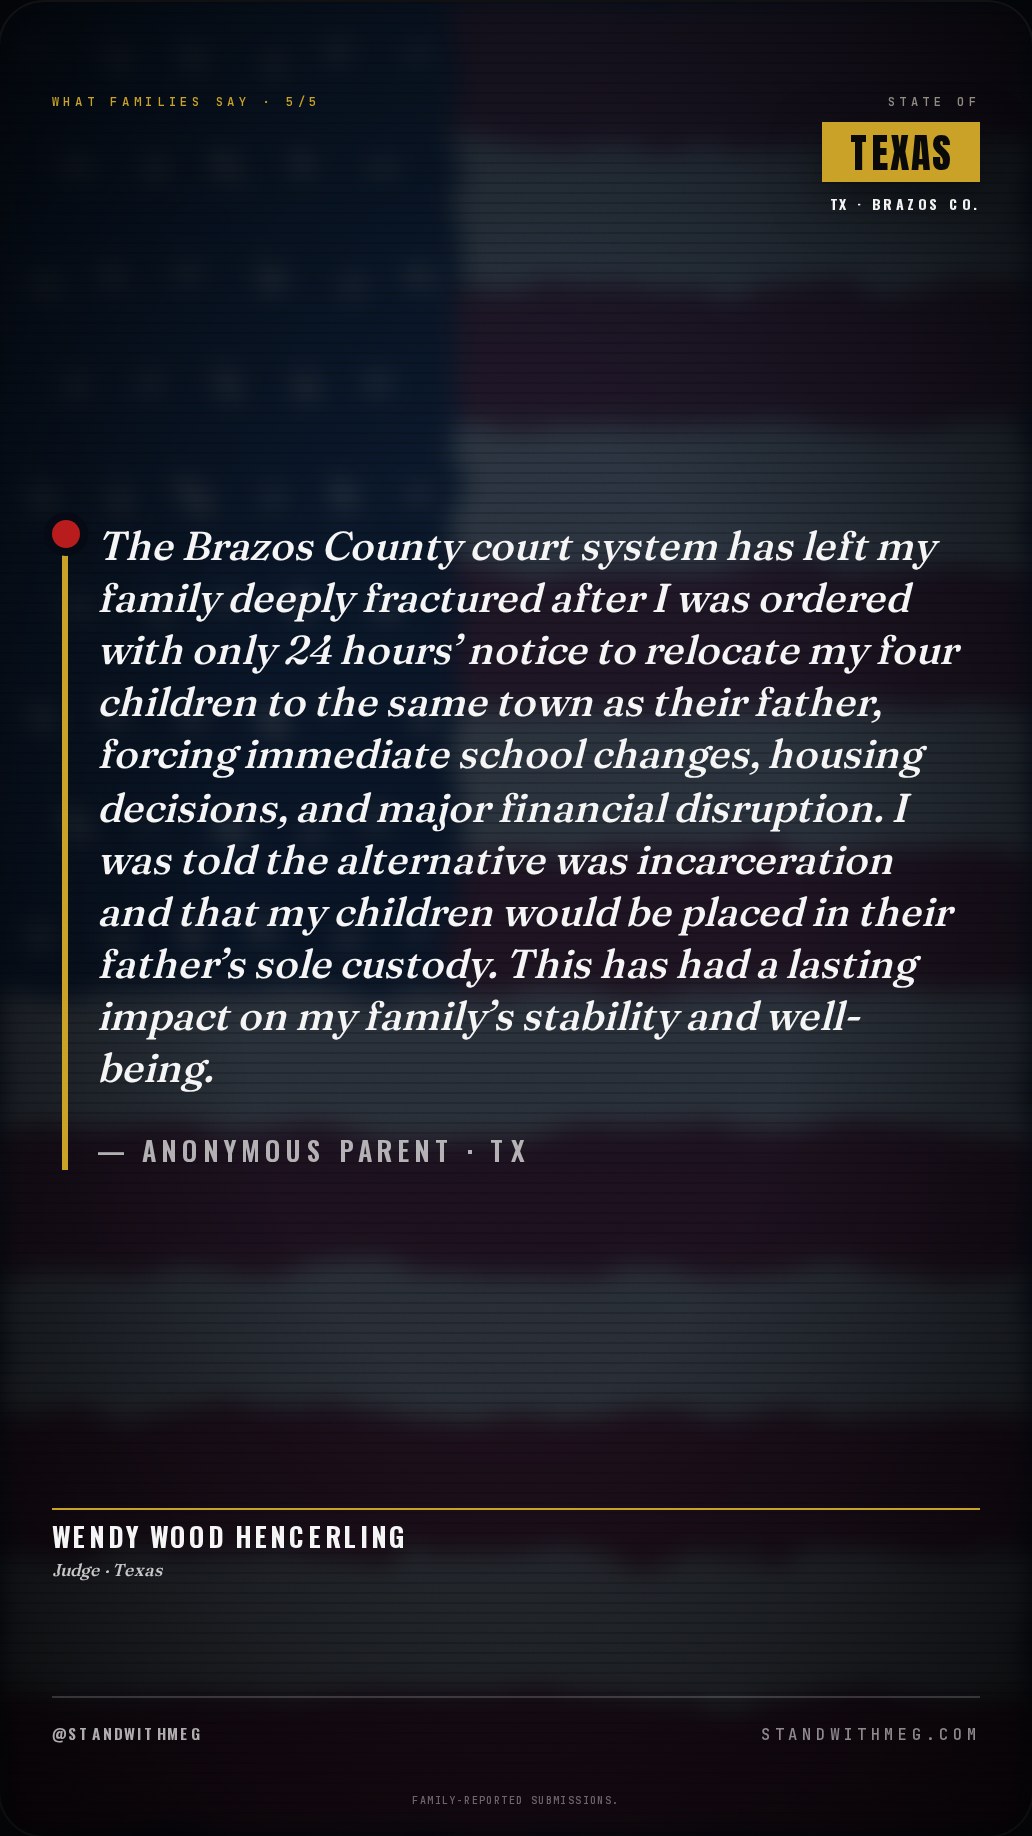 WHAT FAMILIES SAY · 5/5
STATE OF
TEXAS
TX · BRAZOS CO.
The Brazos County court system has left my
family deeply fractured after I was ordered
with only 24 hours’ notice to relocate my four
children to the same town as their father,
forcing immediate school changes, housing
decisions, and major financial disruption. I
was told the alternative was incarceration
and that my children would be placed in their
father’s sole custody. This has had a lasting
impact on my family’s stability and well-
being.
— ANONYMOUS PARENT · TX
WENDY WOOD HENCERLING
Judge · Texas
@STANDWITHMEG
STANDWITHMEG.COM
FAMILY-REPORTED SUBMISSIONS.